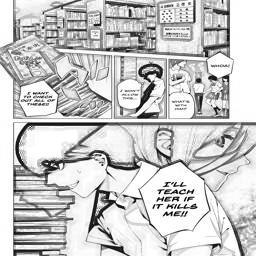 I WANT
TO CHECK
OUT ALL OF
THESE!!
I WON'T
ALLOW
THIS...
WHAT'S
WITH
HIM?
WHOA!
I'LL
TEACH
HER IF IT
KILLS
ME!!